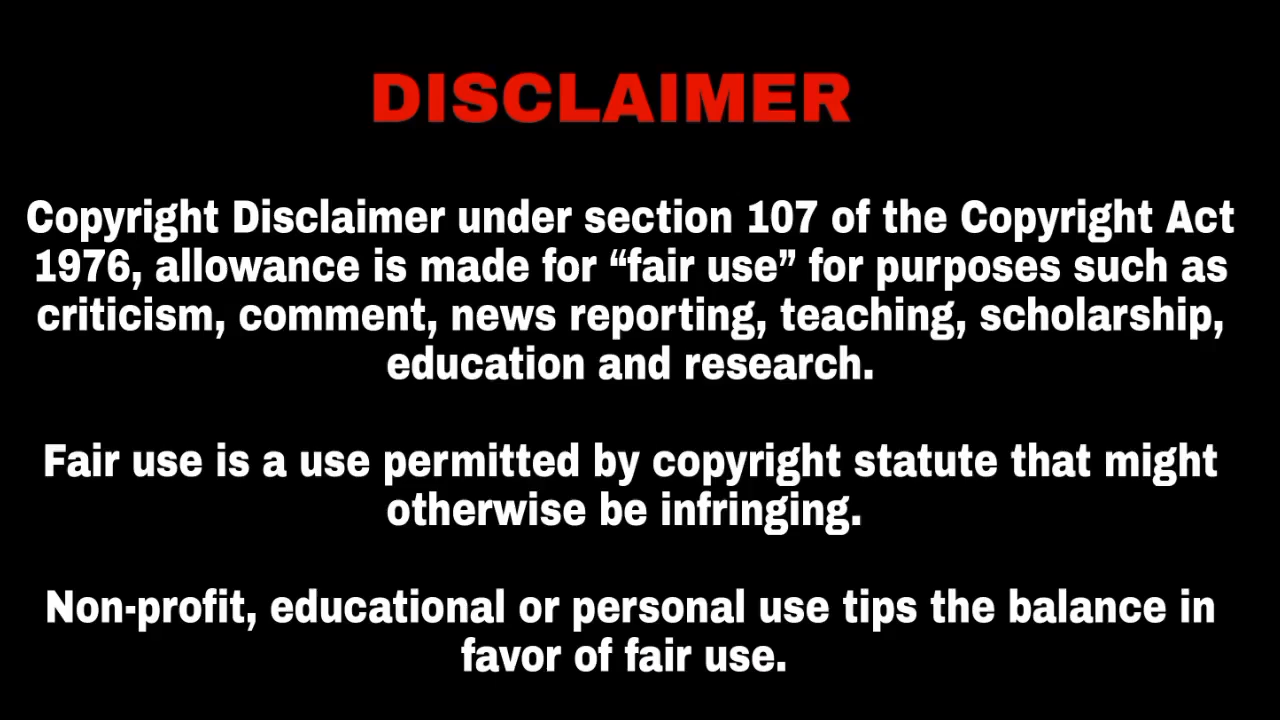 DISCLAIMER
Copyright Disclaimer under section 107 of the Copyright Act
1976, allowance is made for “fair use” for purposes such as
criticism, comment, news reporting, teaching, scholarship,
education and research.
Fair use is a use permitted by copyright statute that might
otherwise be infringing.
Non-profit, educational or personal use tips the balance in
favor of fair use.